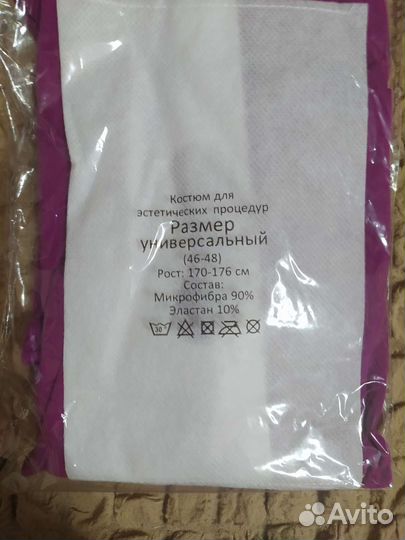 Костюм для
эстетических процедур
Размер
универсальный
(46-48)
Рост: 170-176 см
Состав:
Микрофибра 90%
Эластан 10%
30
Avito